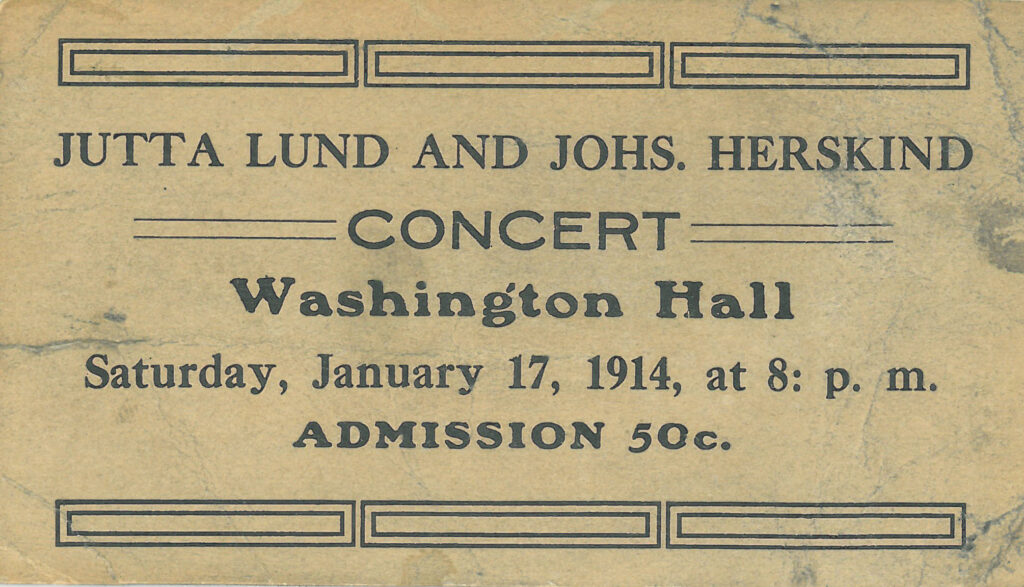 JUTTA LUND AND JOHS. HERSKIND
CONCERT
Washington Hall
Saturday, January 17, 1914, at 8: p. m.
ADMISSION 50c.